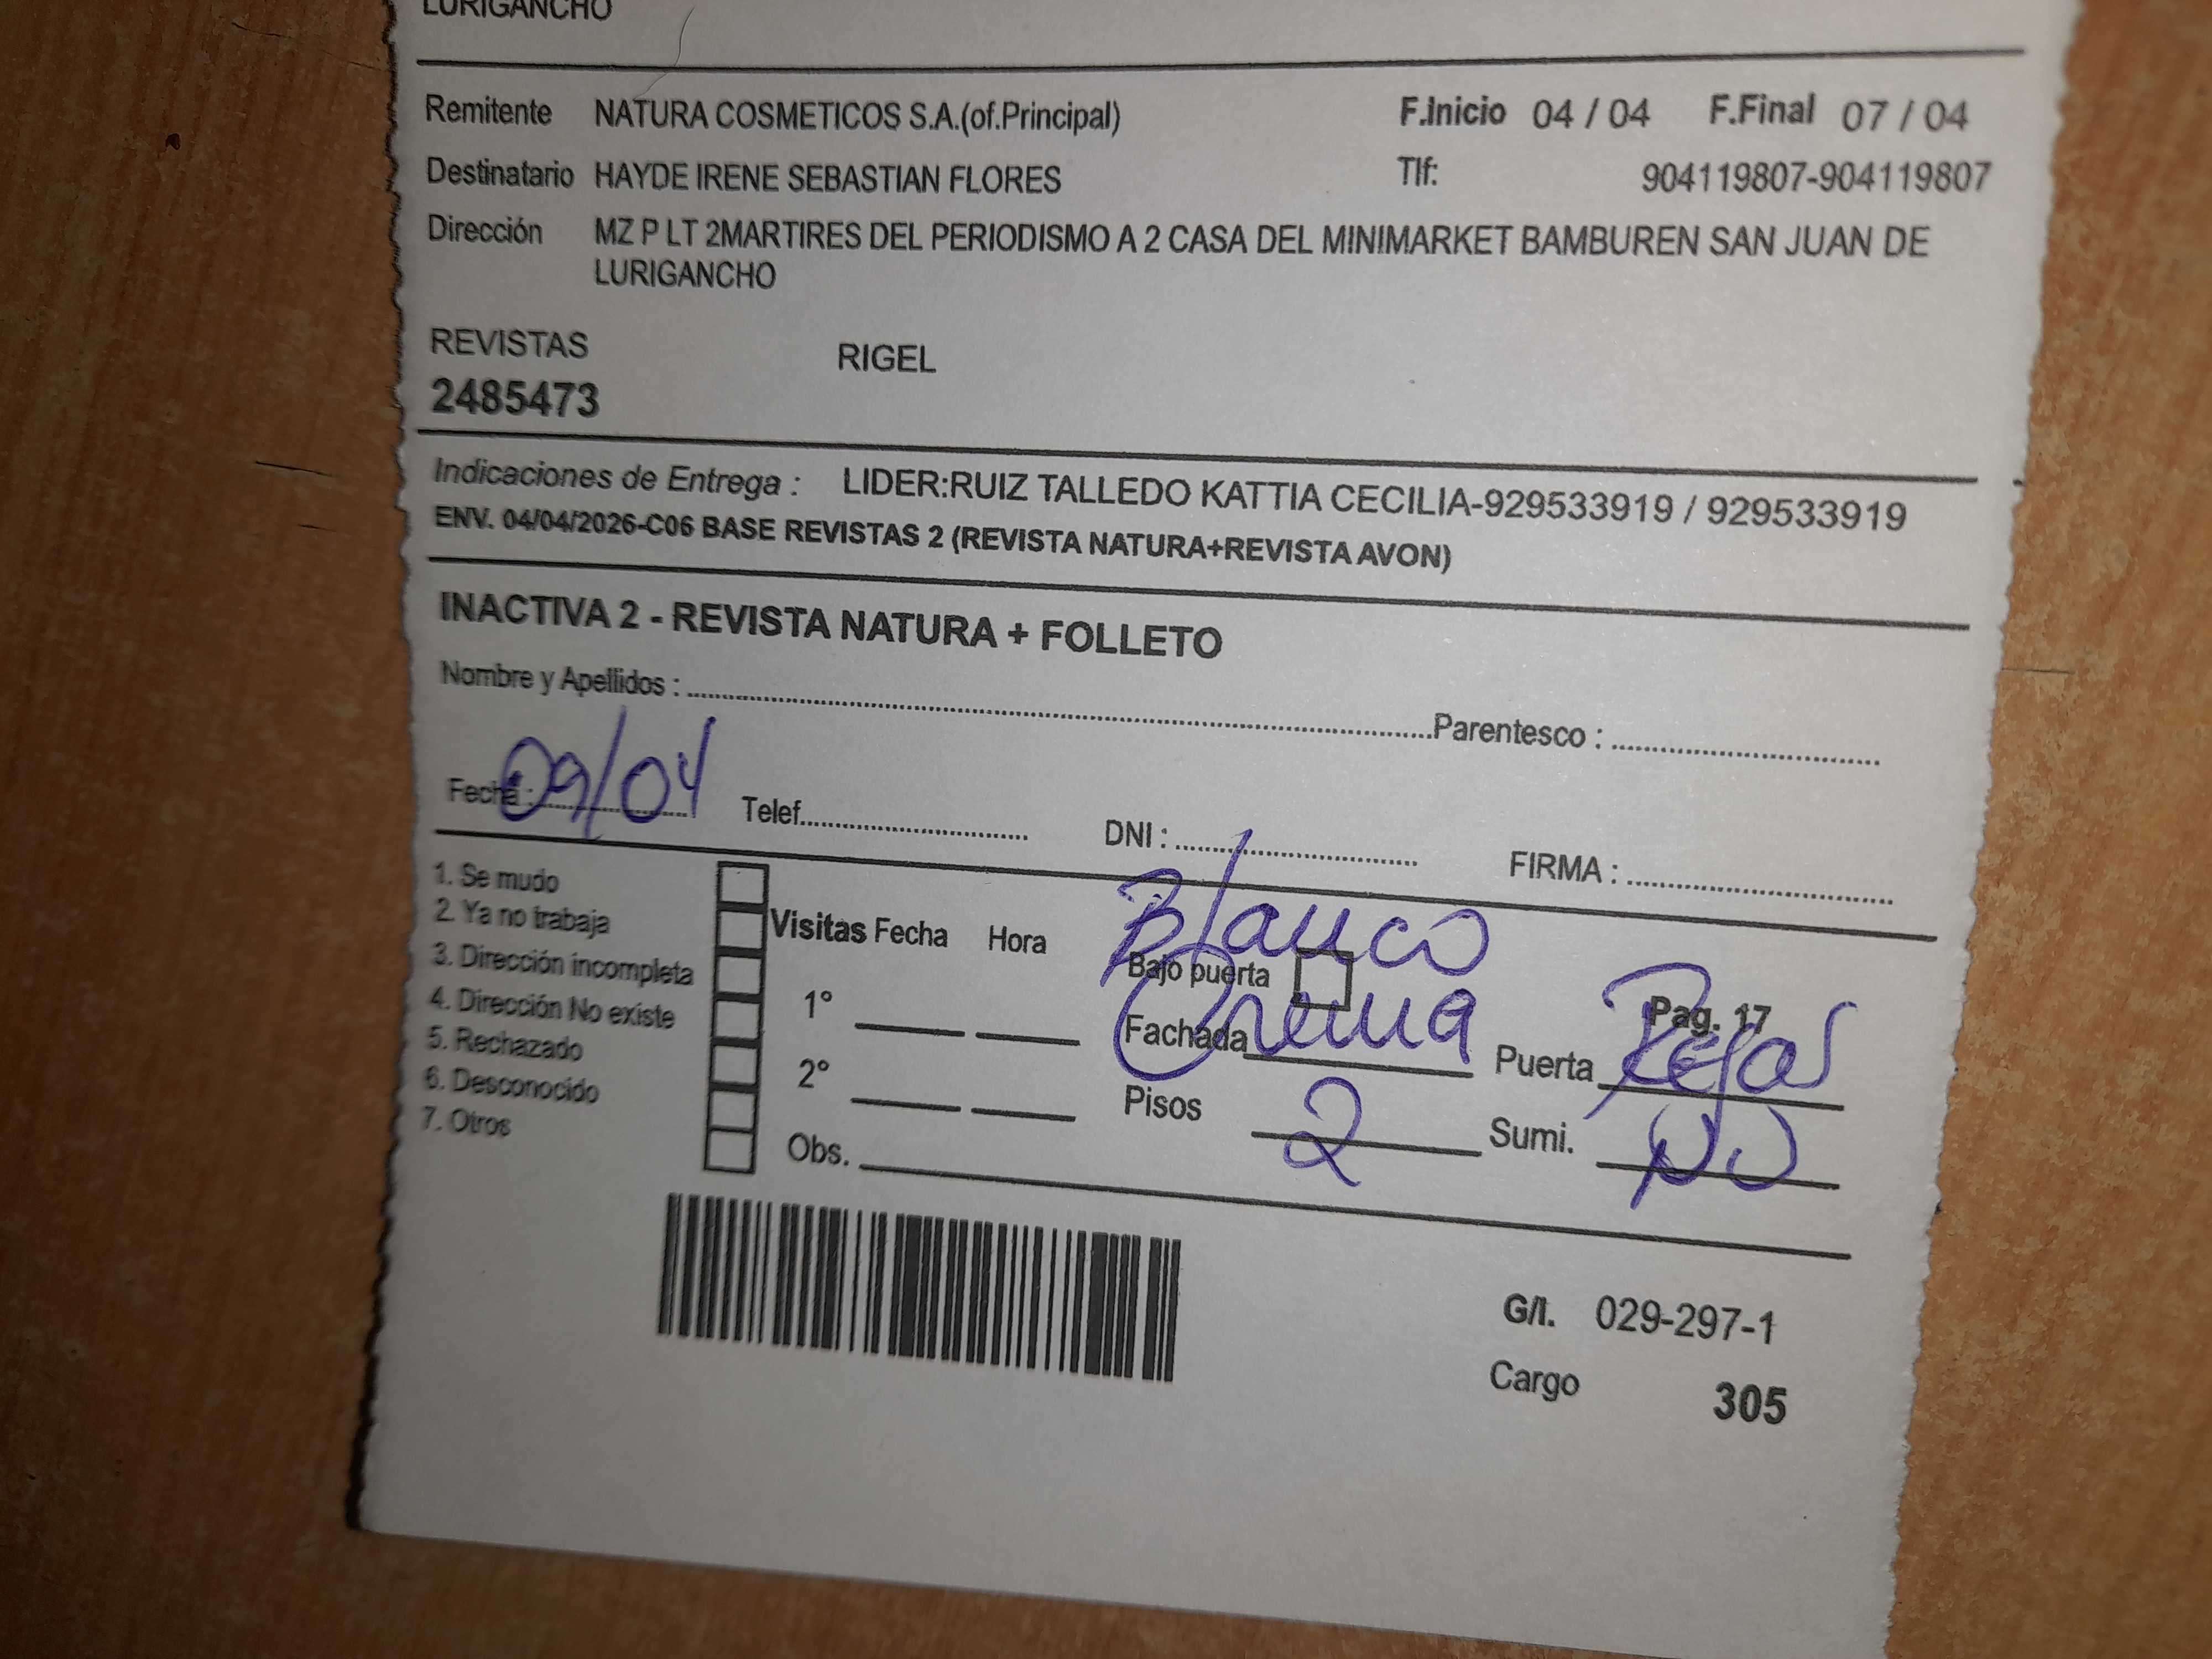 LURIGANCHO
Remitente NATURA COSMETICOS S.A.(of.Principal) F.Inicio 04 / 04 F.Final 07 / 04
Destinatario HAYDE IRENE SEBASTIAN FLORES Tlf: 904119807-904119807
Dirección MZ P LT 2MARTIRES DEL PERIODISMO A 2 CASA DEL MINIMARKET BAMBUREN SAN JUAN DE
LURIGANCHO
REVISTAS RIGEL
2485473
Indicaciones de Entrega : LIDER:RUIZ TALLEDO KATTIA CECILIA-929533919 / 929533919
ENV. 04/04/2026-C06 BASE REVISTAS 2 (REVISTA NATURA+REVISTA AVON)
INACTIVA 2 - REVISTA NATURA + FOLLETO
Nombre y Apellidos : Parentesco :
Fecha : 09/04 Telef. DNI : FIRMA :
1. Se mudo
2. Ya no trabaja
3. Dirección incompleta
4. Dirección No existe
5. Rechazado
6. Desconocido
7. Otros
Visitas Fecha Hora
1°
2°
Obs.
Blanco
Bajo puerta
Pag. 17
Fachada Crema Puerta Rejas
Pisos 2 Sumi. NO
G/I. 029-297-1
Cargo 305